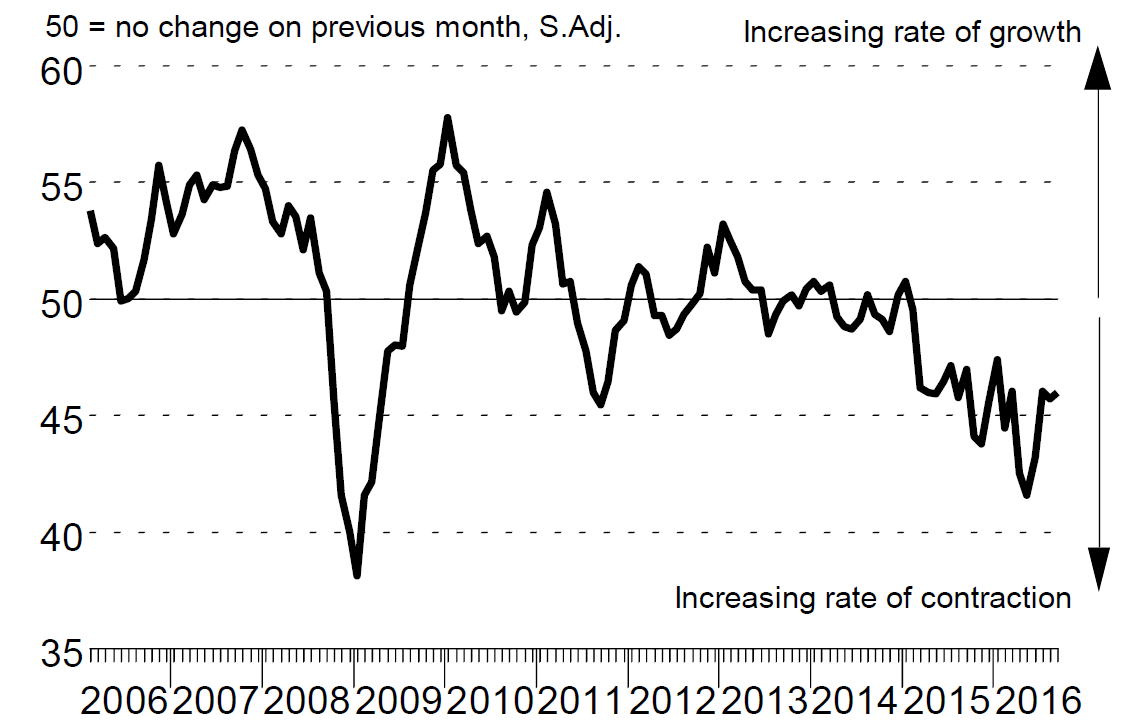 50 = no change on previous month, S.Adj.
Increasing rate of growth
60
55
50
45
40
Increasing rate of contraction
35
2006 2007 2008 2009 2010 2011 2012 2013 2014 2015 2016